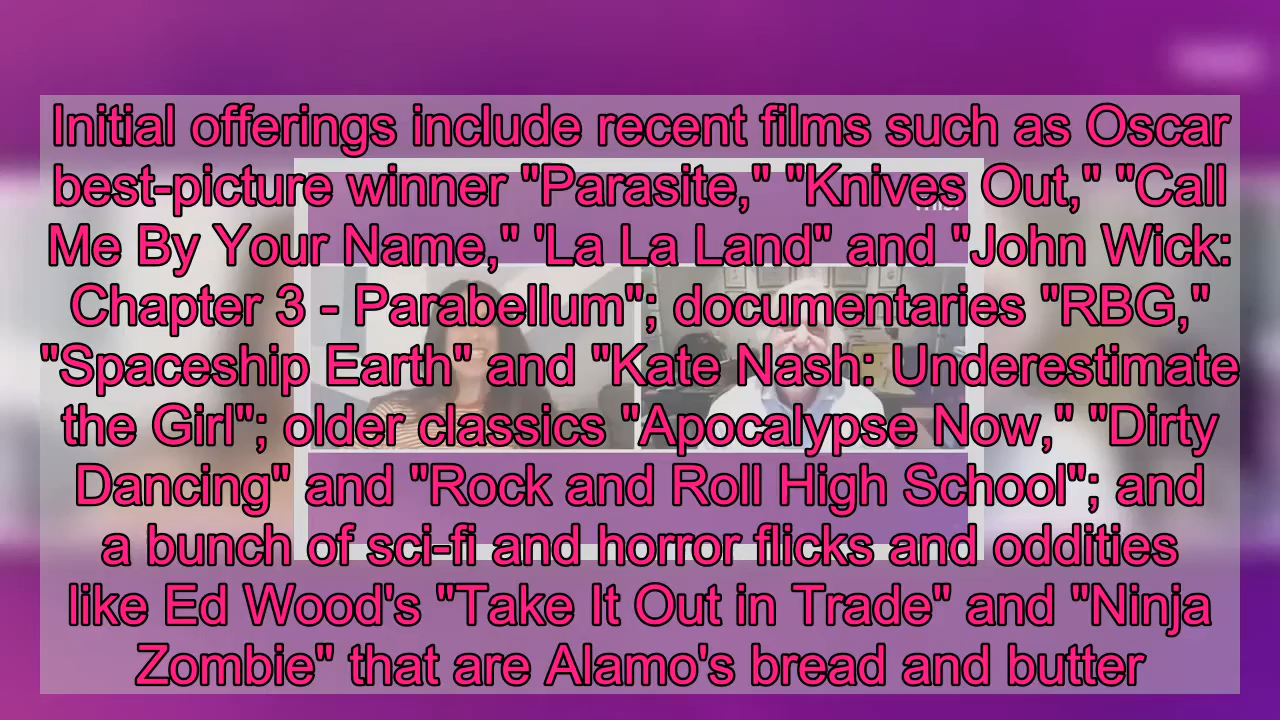 Initial offerings include recent films such as Oscar
best-picture winner "Parasite," "Knives Out," "Call
Me By Your Name," 'La La Land" and "John Wick:
Chapter 3 - Parabellum"; documentaries "RBG,"
"Spaceship Earth" and "Kate Nash: Underestimate
the Girl"; older classics "Apocalypse Now," "Dirty
Dancing" and "Rock and Roll High School"; and
a bunch of sci-fi and horror flicks and oddities
like Ed Wood's "Take It Out in Trade" and "Ninja
Zombie" that are Alamo's bread and butter